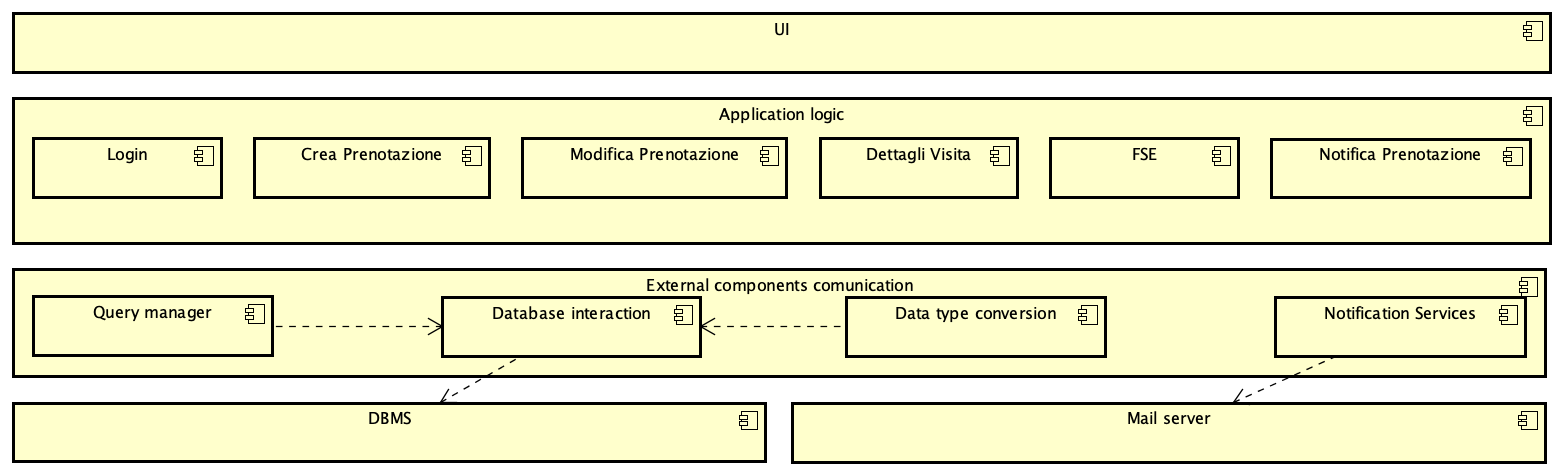 UI
Application logic
Login
Crea Prenotazione
Modifica Prenotazione
Dettagli Visita
FSE
Notifica Prenotazione
External components comunication
Query manager
Database interaction
Data type conversion
Notification Services
DBMS
Mail server